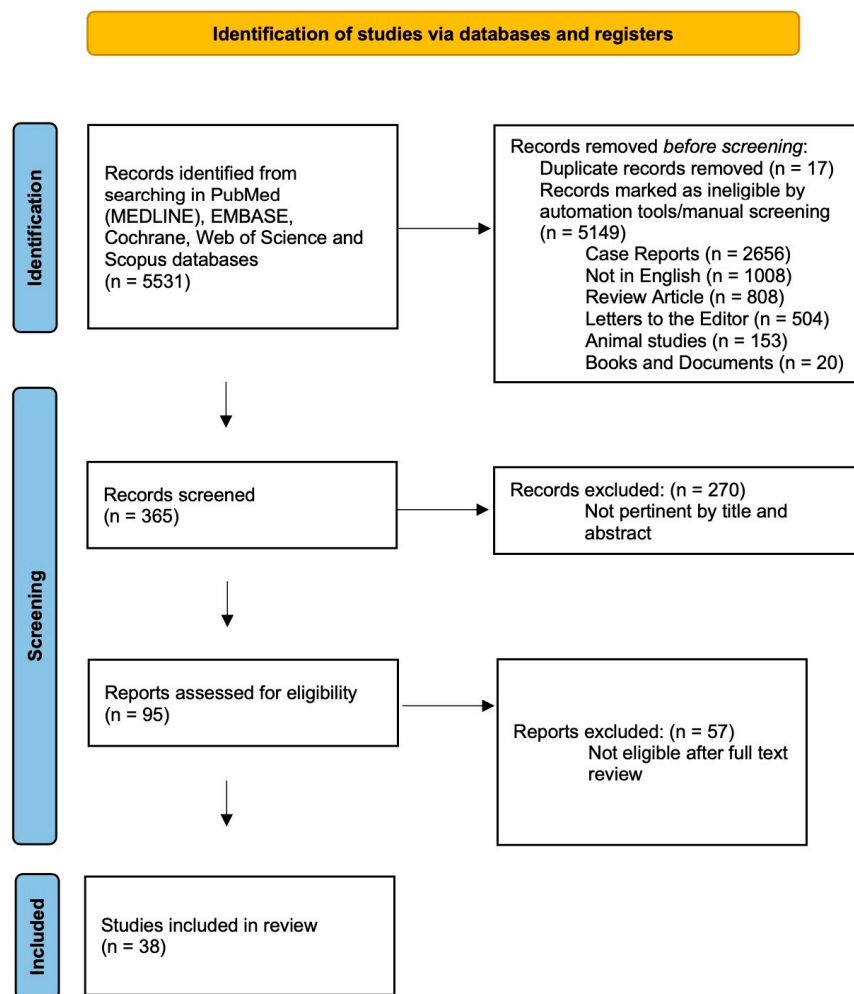 Identification of studies via databases and registers
Identification
Records identified from
searching in PubMed
(MEDLINE), EMBASE,
Cochrane, Web of Science and
Scopus databases
(n = 5531)
Records removed before screening:
Duplicate records removed (n = 17)
Records marked as ineligible by
automation tools/manual screening
(n = 5149)
Case Reports (n = 2656)
Not in English (n = 1008)
Review Article (n = 808)
Letters to the Editor (n = 504)
Animal studies (n = 153)
Books and Documents (n = 20)
Screening
Records screened
(n = 365)
Records excluded: (n = 270)
Not pertinent by title and
abstract
Reports assessed for eligibility
(n = 95)
Reports excluded: (n = 57)
Not eligible after full text
review
Included
Studies included in review
(n = 38)